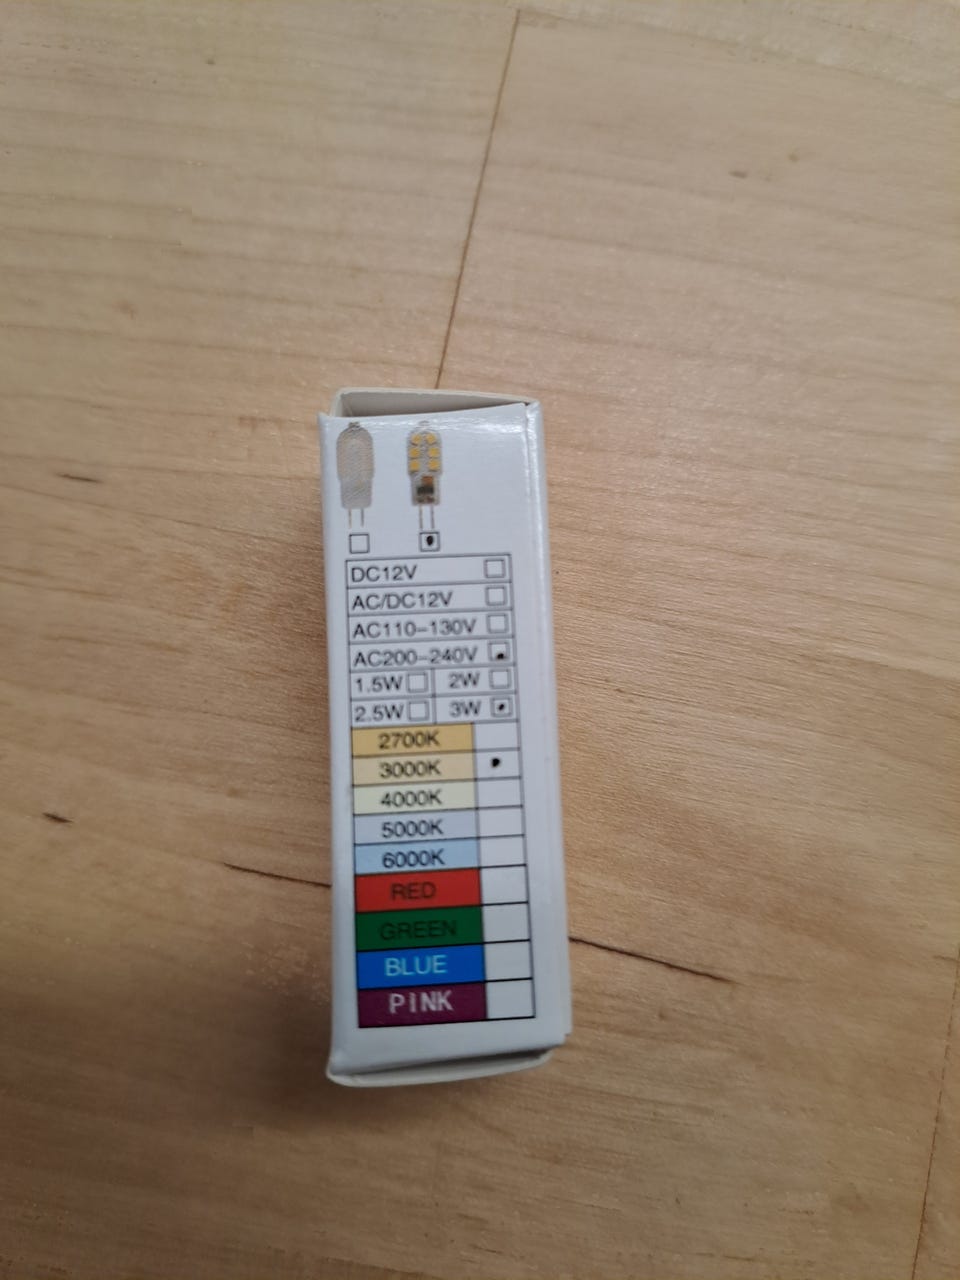 DC12V
AC/DC12V
AC110-130V
AC200-240V
1.5W 2W
2.5W 3W
2700K
3000K
4000K
5000K
6000K
RED
GREEN
BLUE
PINK